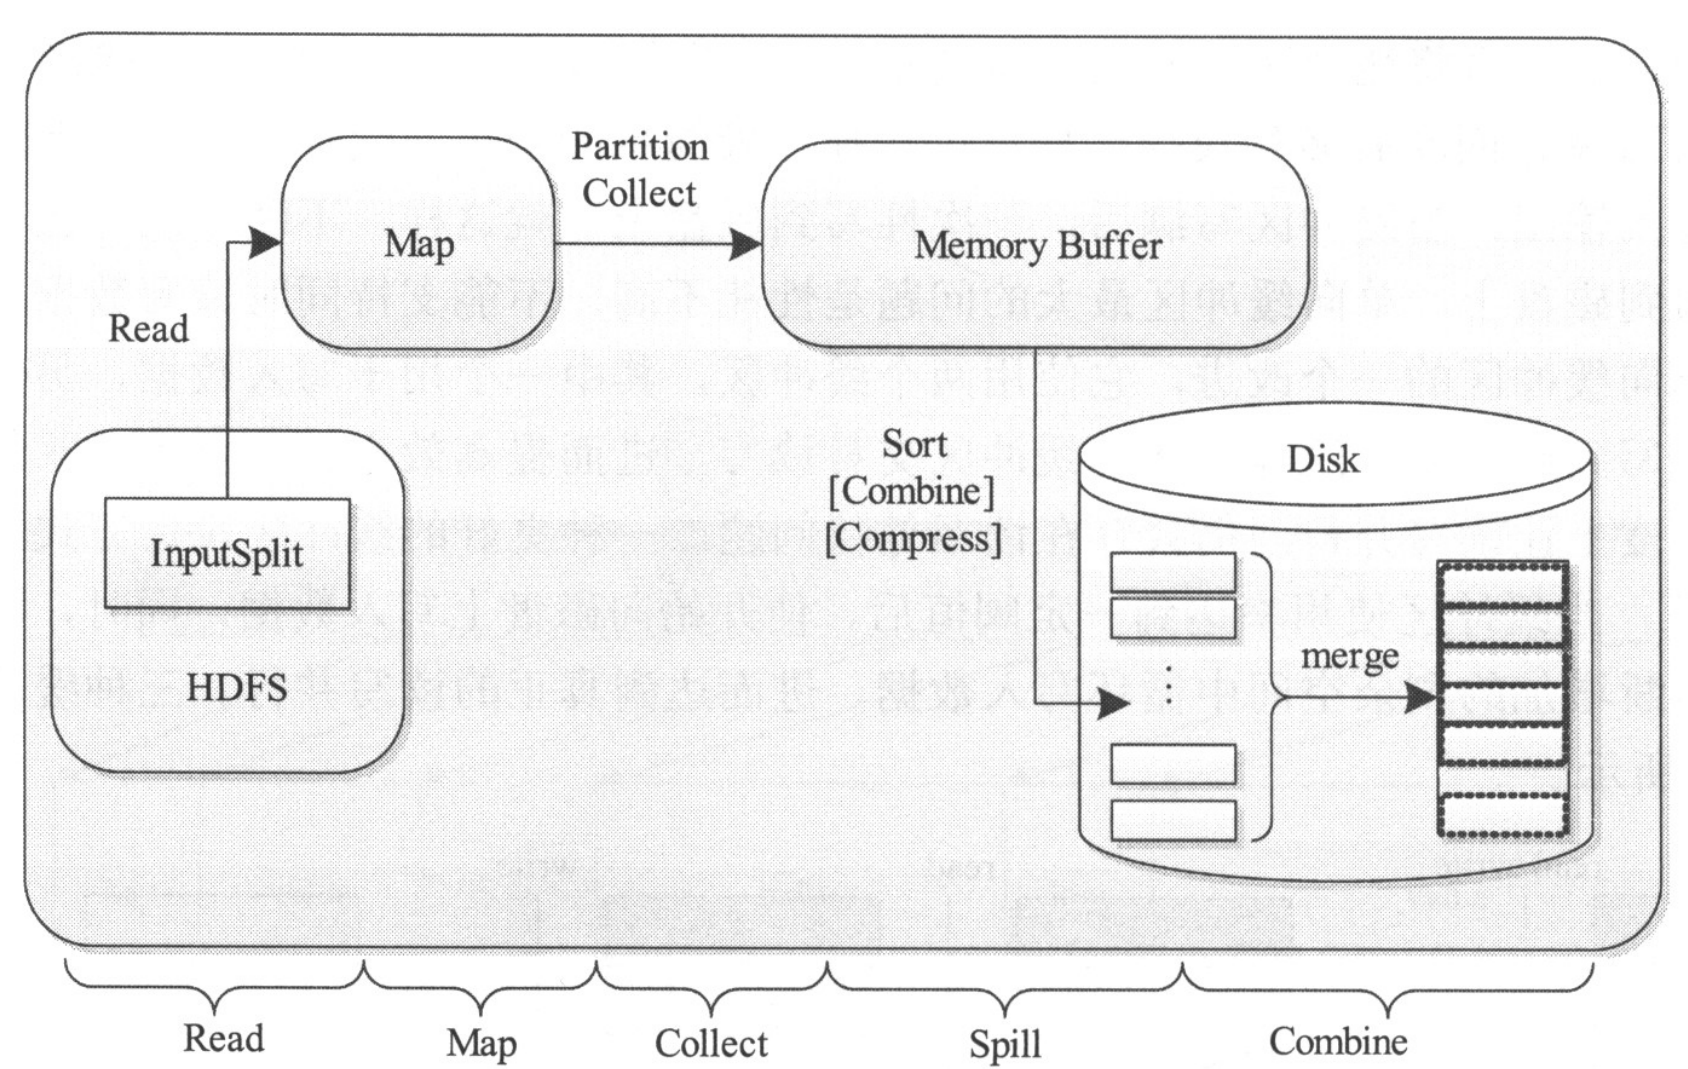 Partition
Collect
Map
Memory Buffer
Read
Sort
[Combine]
[Compress]
Disk
InputSplit
merge
HDFS
Read
Map
Collect
Spill
Combine